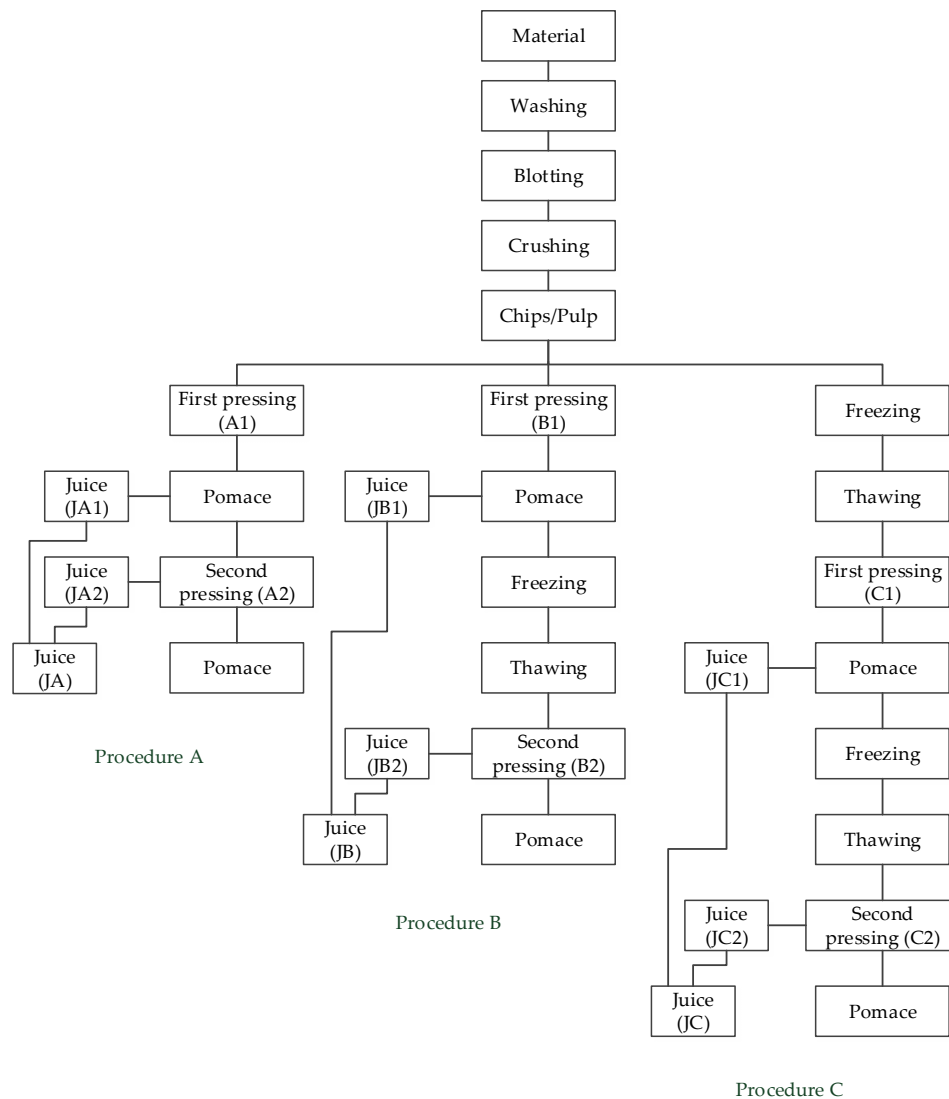 Material
Washing
Blotting
Crushing
Chips/Pulp
First pressing
(A1)
Juice
(JA1)
Pomace
Juice
(JA2)
Second
pressing (A2)
Juice
(JA)
Pomace
Procedure A
First pressing
(B1)
Juice
(JB1)
Pomace
Freezing
Thawing
Juice
(JB2)
Second
pressing (B2)
Juice
(JB)
Pomace
Procedure B
Freezing
Thawing
First pressing
(C1)
Juice
(JC1)
Pomace
Freezing
Thawing
Juice
(JC2)
Second
pressing (C2)
Juice
(JC)
Pomace
Procedure C